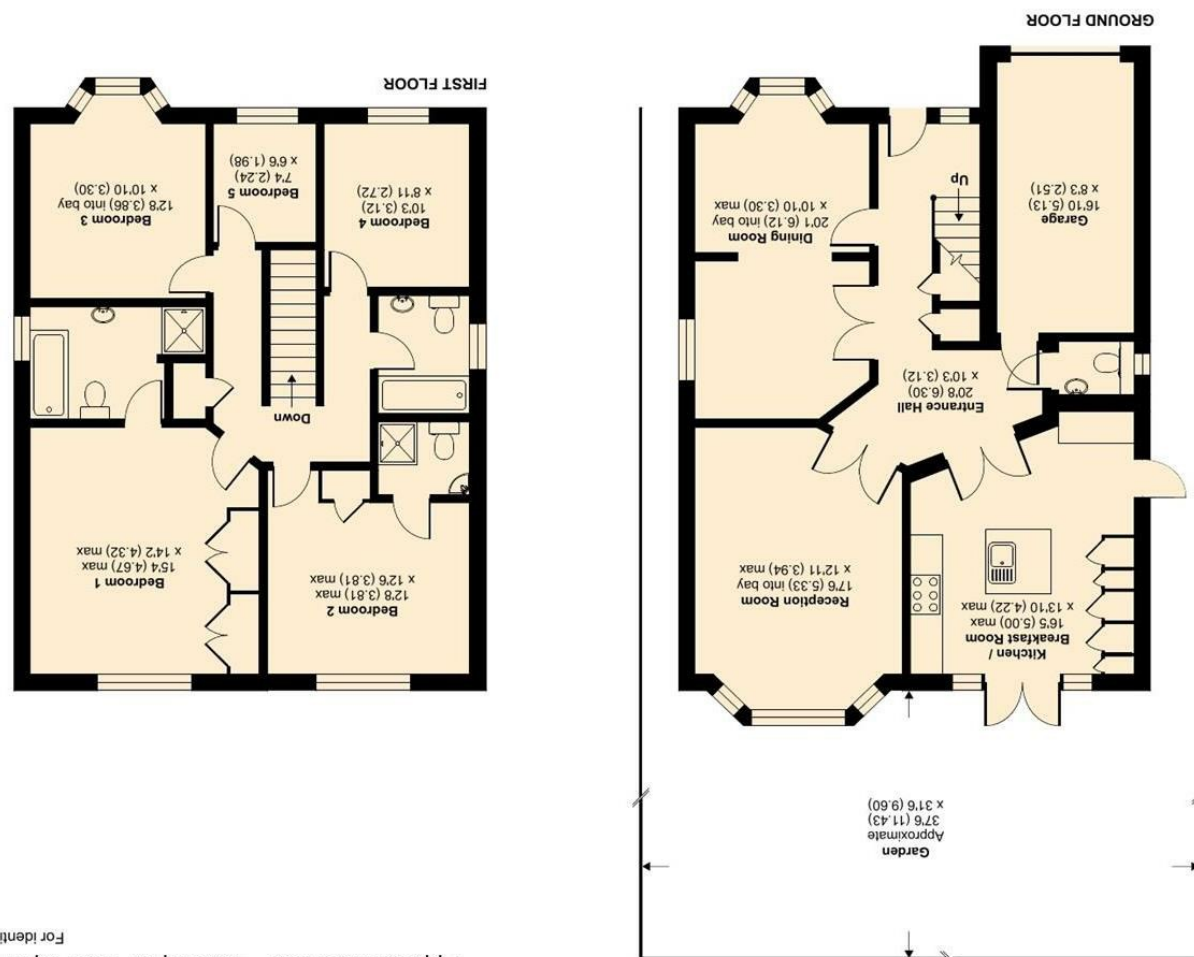 For identi
Garden
Approximate
37'6 (11.43)
x 31'6 (9.60)
Kitchen /
Breakfast Room
16'5 (5.00) max
x 13'10 (4.22) max
Reception Room
17'6 (5.33) into bay
x 12'11 (3.94) max
Entrance Hall
20'8 (6.30)
x 10'3 (3.12)
Garage
16'10 (5.13)
x 8'3 (2.51)
Up
Dining Room
20'1 (6.12) into bay
x 10'10 (3.30) max
GROUND FLOOR
Bedroom 2
12'8 (3.81) max
x 12'6 (3.81) max
Bedroom 1
15'4 (4.67) max
x 14'2 (4.32) max
Down
Bedroom 4
10'3 (3.12)
x 8'11 (2.72)
Bedroom 5
7'4 (2.24)
x 6'6 (1.98)
Bedroom 3
12'8 (3.86) into bay
x 10'10 (3.30)
FIRST FLOOR